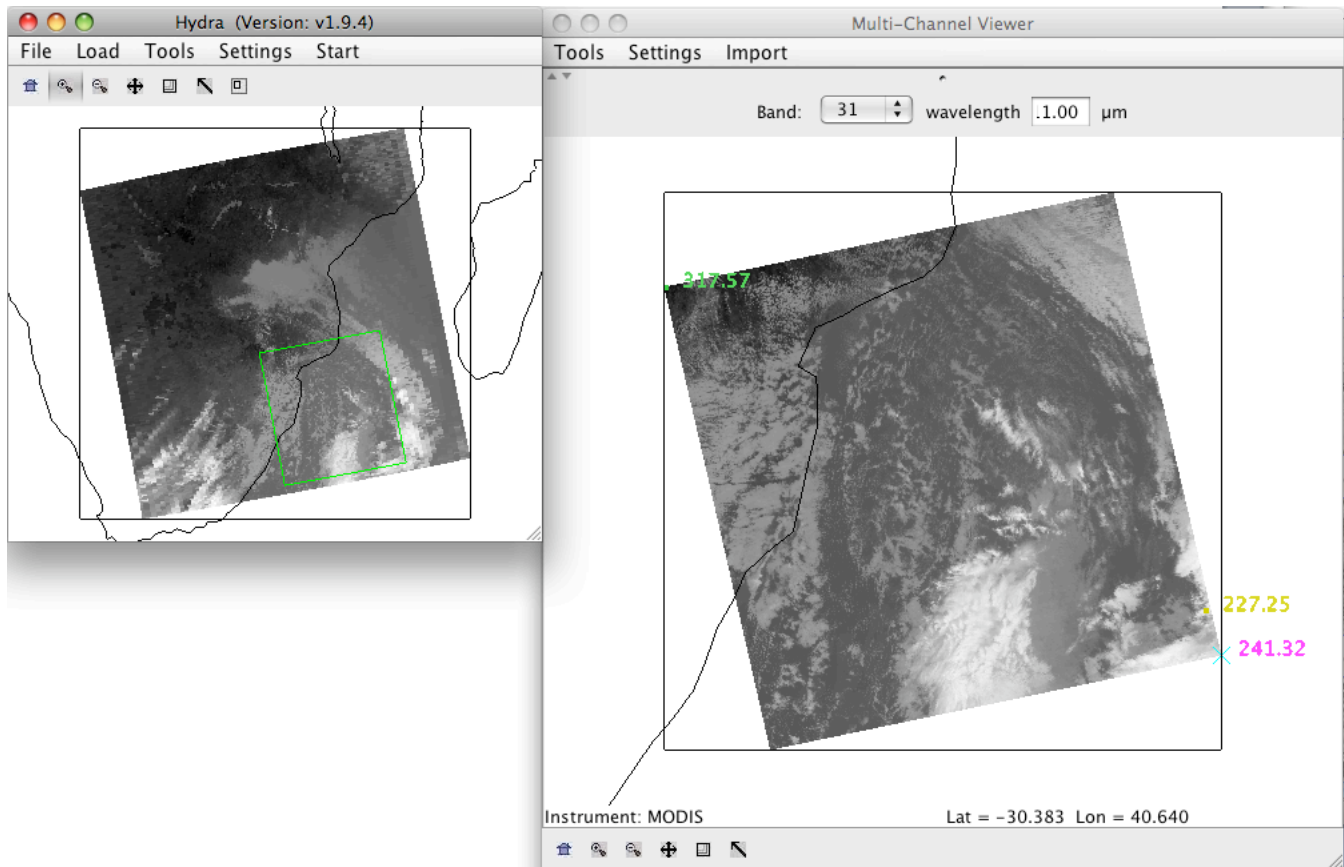 Hydra (Version: v1.9.4)
File Load Tools Settings Start
Multi-Channel Viewer
Tools Settings Import
Band: 31 wavelength 1.00 µm
317.57
227.25
241.32
Instrument: MODIS Lat = -30.383 Lon = 40.640